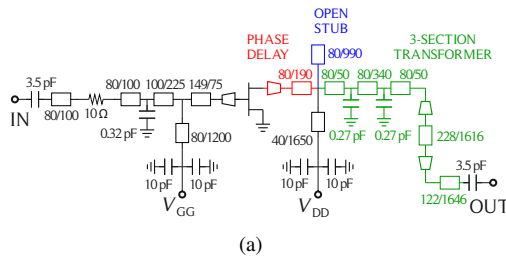 OPEN
STUB
PHASE
DELAY
3-SECTION
TRANSFORMER
80/990
3.5 pF
80/100
100/225
149/75
80/190
80/50
80/340
80/50
IN
80/100
10Ω
0.32 pF
80/1200
40/1650
0.27 pF
0.27 pF
228/1616
10 pF
10 pF
10 pF
10 pF
3.5 pF
V GG
V DD
122/1646
OUT
(a)